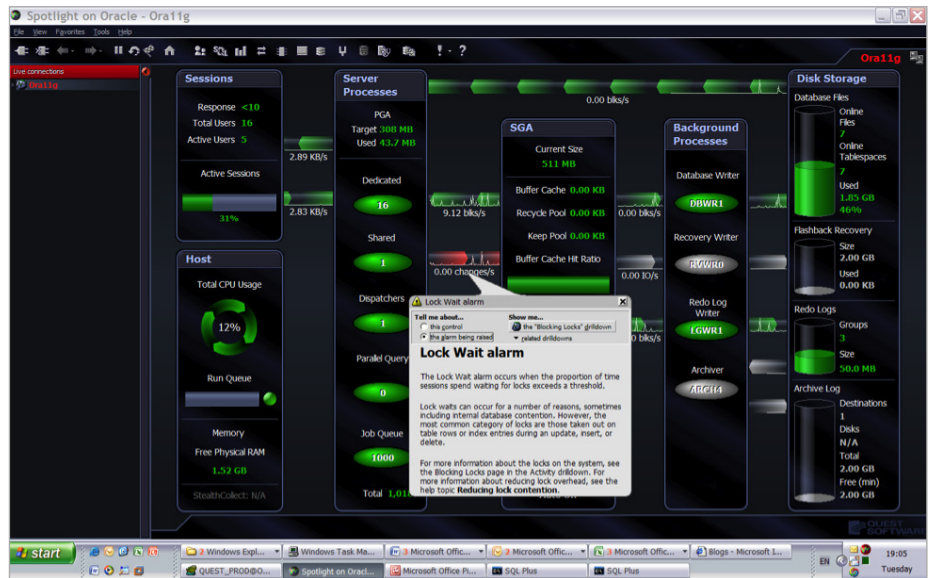 Spotlight on Oracle - Ora11g
File View Favorites Tools Help
Live connections
Ora11g
Ora11g
Sessions
Response <10
Total Users 16
Active Users 5
Active Sessions
31%
2.89 KB/s
2.83 KB/s
Host
Total CPU Usage
12%
Run Queue
Memory
Free Physical RAM
1.52 GB
StealthCollect: N/A
Server
Processes
PGA
Target 308 MB
Used 43.7 MB
Dedicated
16
Shared
1
Dispatchers
1
Parallel Query
0
Job Queue
1000
Total
0.00 blks/s
9.12 blks/s
0.00 changes/s
SGA
Current Size
511 MB
Buffer Cache 0.00 KB
Recycle Pool 0.00 KB
Keep Pool 0.00 KB
Buffer Cache Hit Ratio
0.00 blks/s
0.00 IO/s
blks/s
Background
Processes
Database Writer
DBWR1
Recovery Writer
RVWR0
Redo Log
Writer
LGWR1
Archiver
ARCH4
Disk Storage
Database Files
Online
Files
7
Online
Tablespaces
7
Used
1.85 GB
46%
Flashback Recovery
Size
2.00 GB
Used
0.00 KB
Redo Logs
Groups
3
Size
50.0 MB
Archive Log
Destinations
1
Disks
N/A
Total
2.00 GB
Free (min)
2.00 GB
Lock Wait alarm
Tell me about...
this control
the alarm being raised
Show me...
the "Blocking Locks" drilldown
related drilldowns
Lock Wait alarm
The Lock Wait alarm occurs when the proportion of time
sessions spend waiting for locks exceeds a threshold.
Lock waits can occur for a number of reasons, sometimes
including internal database contention. However, the
most common category of locks are those taken out on
table rows or index entries during an update, insert, or
delete.
For more information about the locks on the system, see
the Blocking Locks page in the Activity drilldown. For
more information about reducing lock overhead, see the
help topic Reducing lock contention.
QUEST
SOFTWARE
start
2 Windows Expl...
Windows Task Ma...
3 Microsoft Offic...
2 Microsoft Offic...
3 Microsoft Offic...
Blogs - Microsoft I...
QUEST_PROD@O...
Spotlight on Oracl...
Microsoft Office Pi...
SQL Plus
SQL Plus
EN
19:05
Tuesday